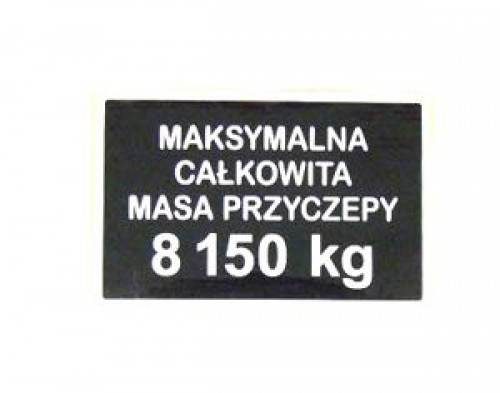 MAKSYMALNA
CAŁKOWITA
MASA PRZYCZEPY
8 150 kg